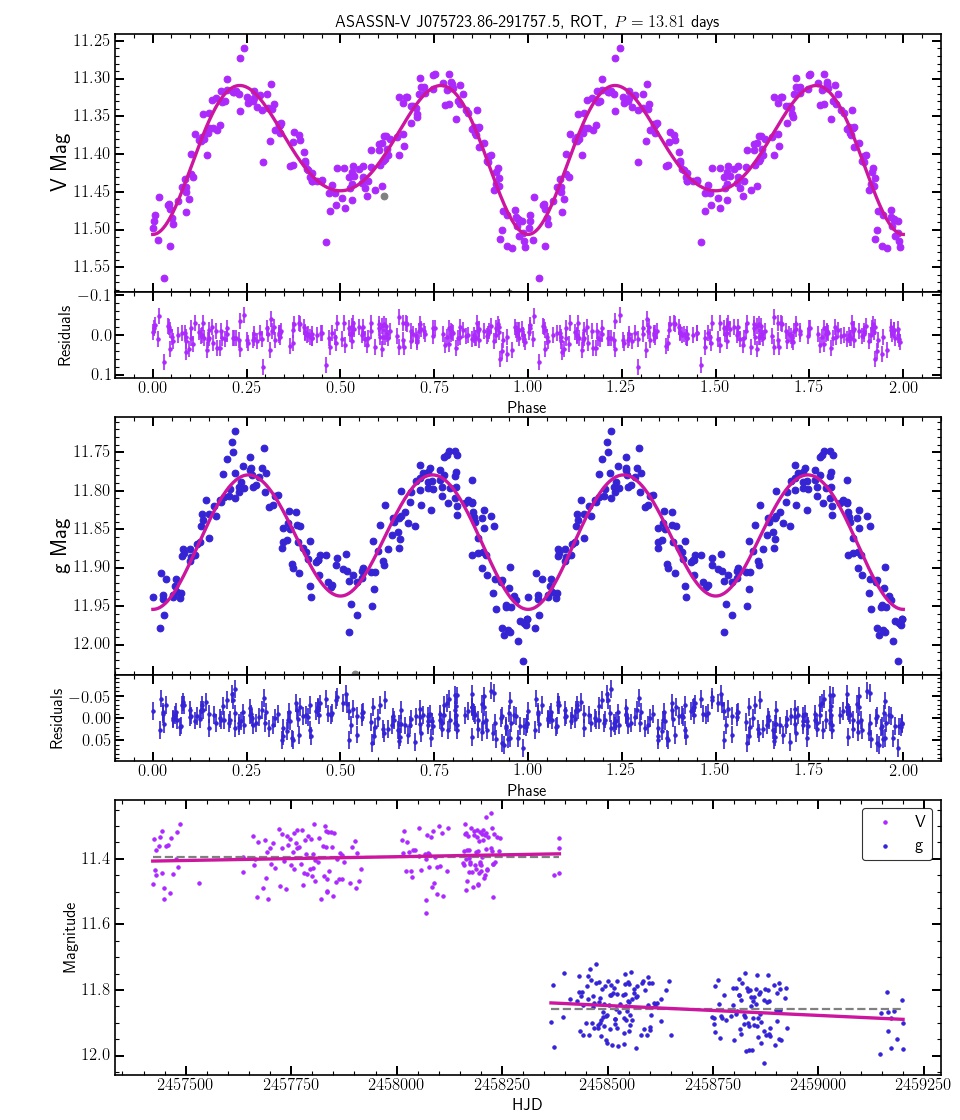 ASASSN-V J075723.86-291757.5, ROT, P = 13.81 days
11.25
11.30
11.35
11.40
11.45
11.50
11.55
V Mag
−0.1
0.0
0.1
Residuals
0.00 0.25 0.50 0.75 1.00 1.25 1.50 1.75 2.00
Phase
11.75
11.80
11.85
11.90
11.95
12.00
g Mag
−0.05
0.00
0.05
Residuals
0.00 0.25 0.50 0.75 1.00 1.25 1.50 1.75 2.00
Phase
V
g
11.4
11.6
11.8
12.0
Magnitude
2457500 2457750 2458000 2458250 2458500 2458750 2459000 2459250
HJD